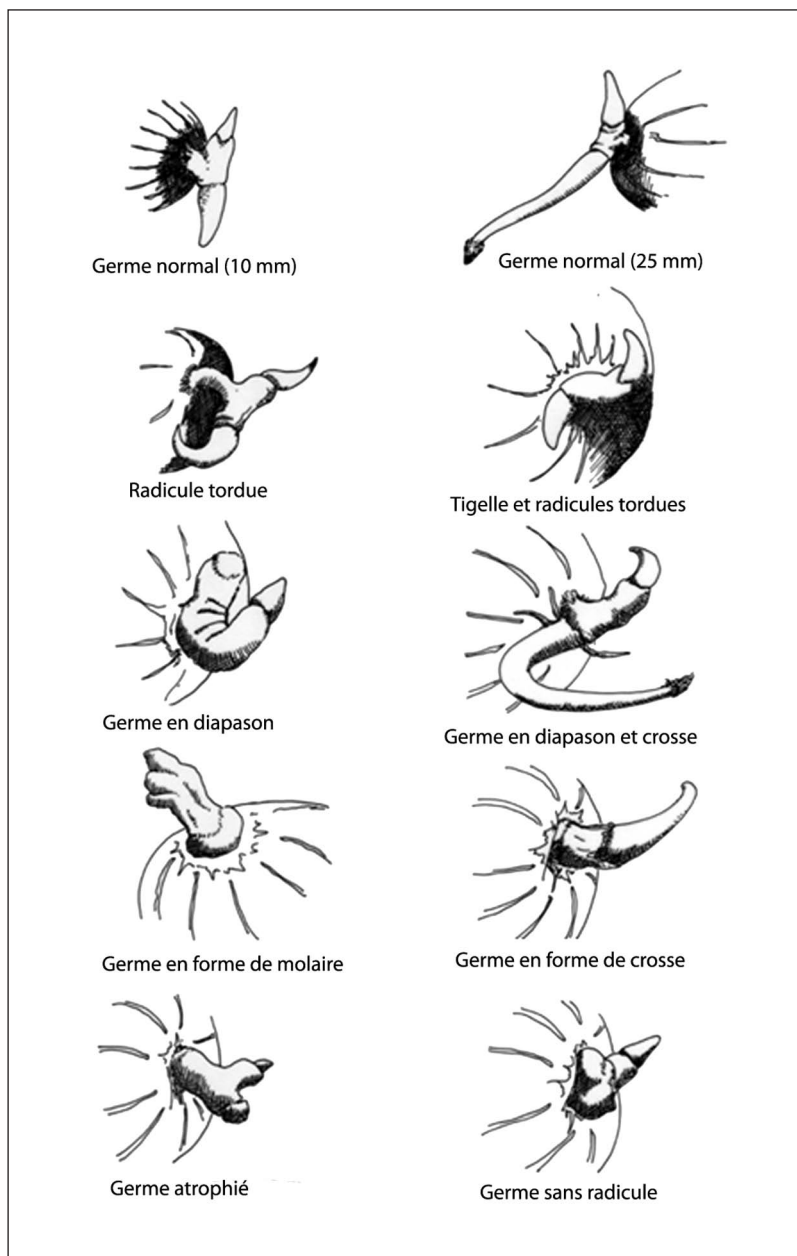 Germe normal (10 mm)
Germe normal (25 mm)
Radicule tordue
Tigelle et radicules tordues
Germe en diapason
Germe en diapason et crosse
Germe en forme de molaire
Germe en forme de crosse
Germe atrophié
Germe sans radicule